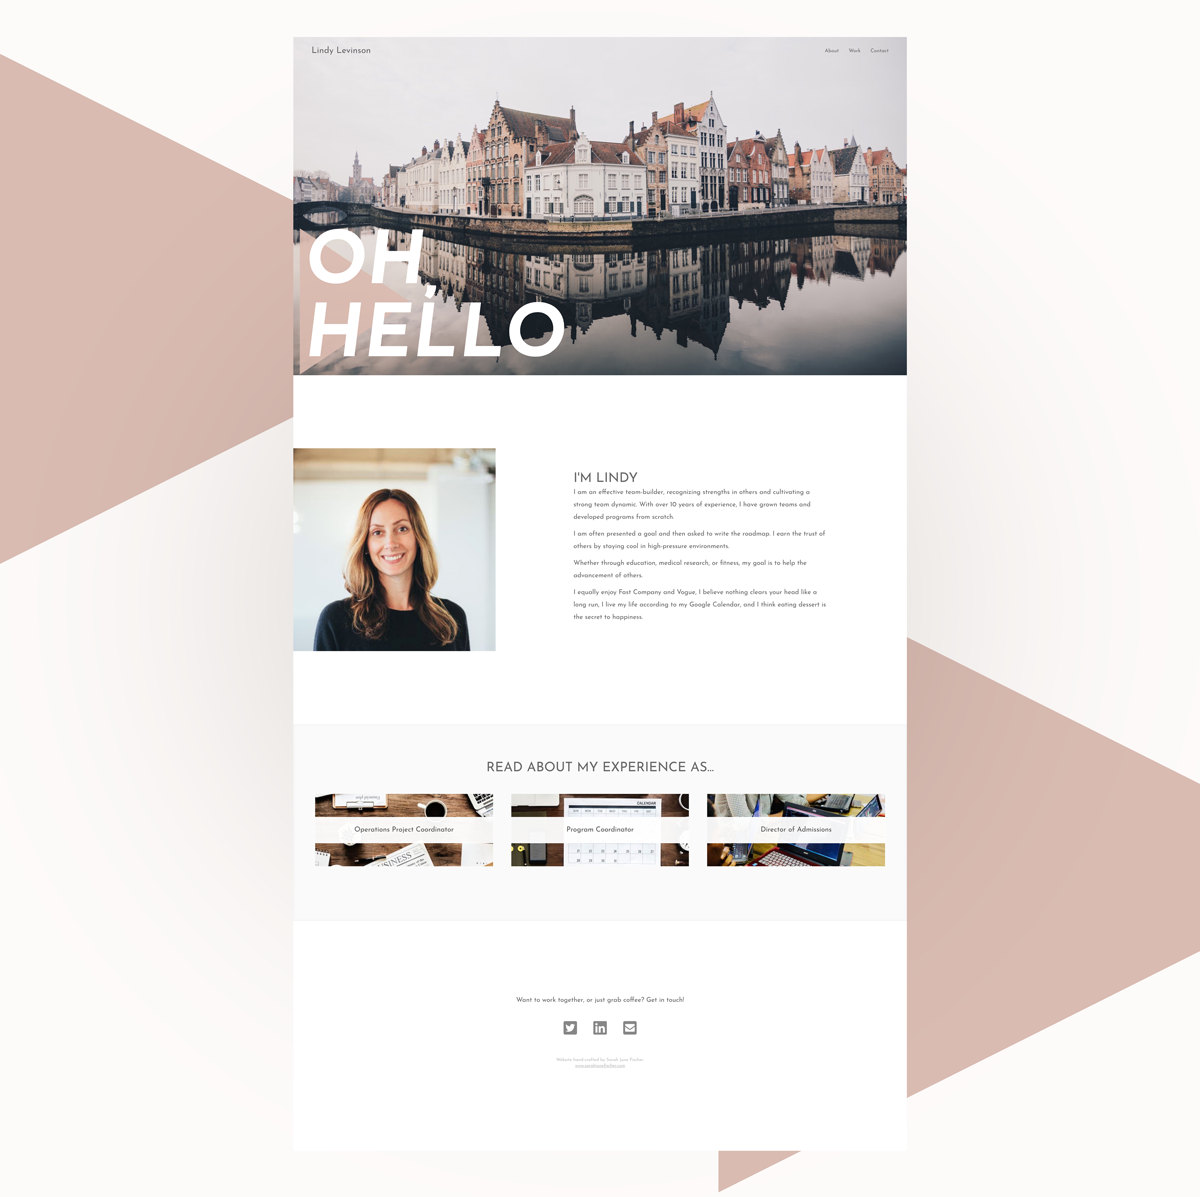 Lindy Levinson
About Work Contact
OH,
HELLO
I'M LINDY
I am an effective team-builder, recognizing strengths in others and cultivating a
strong team dynamic. With over 10 years of experience, I have grown teams and
developed programs from scratch.
I am often presented a goal and then asked to write the roadmap. I earn the trust of
others by staying cool in high-pressure environments.
Whether through education, medical research, or fitness, my goal is to help the
advancement of others.
I equally enjoy Fast Company and Vogue, I believe nothing clears your head like a
long run, I live my life according to my Google Calendar, and I think eating dessert is
the secret to happiness.
READ ABOUT MY EXPERIENCE AS...
Financial plan
CALENDAR
Operations Project Coordinator
Program Coordinator
Director of Admissions
BUSINESS
Want to work together, or just grab coffee? Get in touch!
in
Website hand-crafted by Sarah Jane Fischer